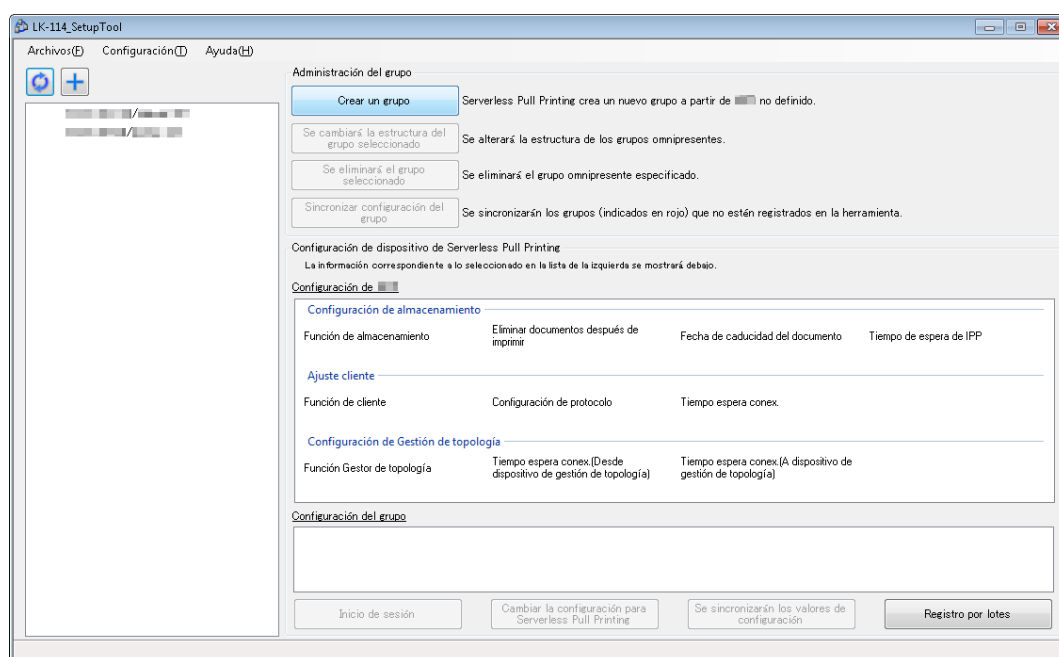 LK-114_SetupTool
Archivos(F) Configuración(T) Ayuda(H)
Administración del grupo
Crear un grupo
Serverless Pull Printing crea un nuevo grupo a partir de no definido.
Se cambiará la estructura del
grupo seleccionado
Se alterará la estructura de los grupos omnipresentes.
Se eliminará el grupo
seleccionado
Se eliminará el grupo omnipresente especificado.
Sincronizar configuración del
grupo
Se sincronizarán los grupos (indicados en rojo) que no estén registrados en la herramienta.
Configuración de dispositivo de Serverless Pull Printing
La información correspondiente a lo seleccionado en la lista de la izquierda se mostrará debajo.
Configuración de
Configuración de almacenamiento
Función de almacenamiento
Eliminar documentos después de
imprimir
Fecha de caducidad del documento
Tiempo de espera de IPP
Ajuste cliente
Función de cliente
Configuración de protocolo
Tiempo espera conex.
Configuración de Gestión de topología
Función Gestor de topología
Tiempo espera conex.(Desde
dispositivo de gestión de topología)
Tiempo espera conex.(A dispositivo de
gestión de topología)
Configuración del grupo
Inicio de sesión
Cambiar la configuración para
Serverless Pull Printing
Se sincronizarán los valores de
configuración
Registro por lotes